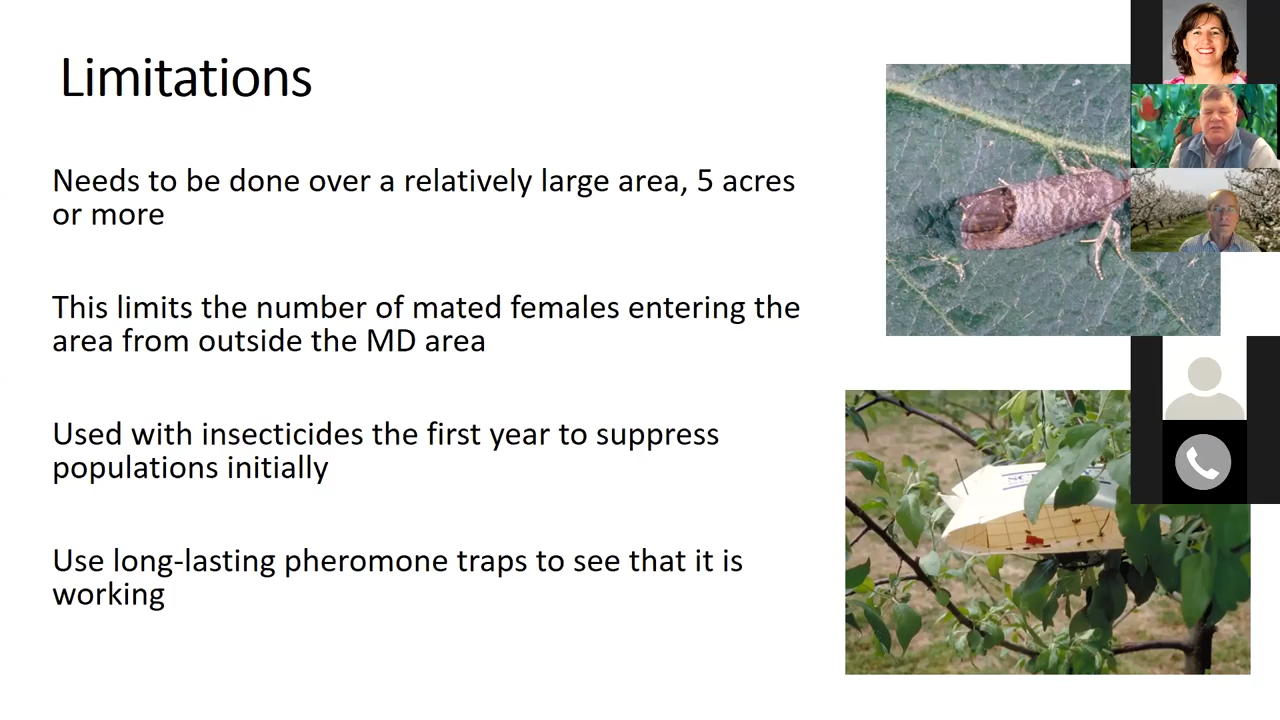 Limitations
Needs to be done over a relatively large area, 5 acres
or more
This limits the number of mated females entering the
area from outside the MD area
Used with insecticides the first year to suppress
populations initially
Use long-lasting pheromone traps to see that it is
working